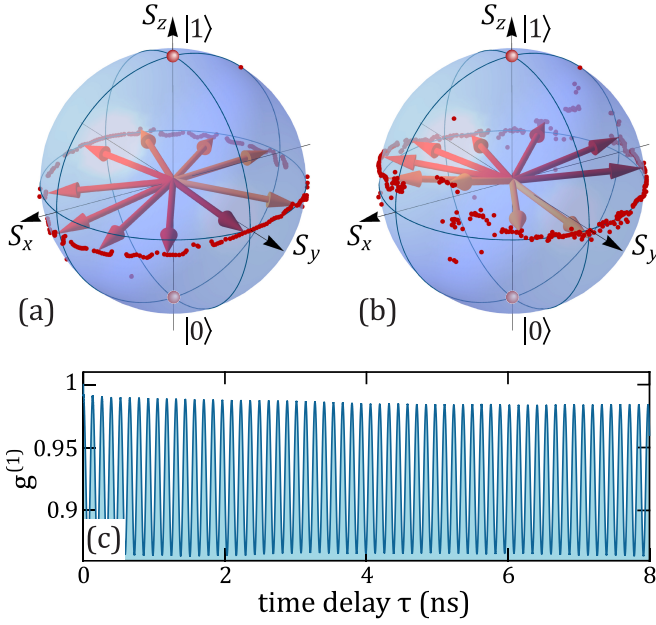 S_z |1⟩
S_x
S_y
(a)
|0⟩
S_z |1⟩
S_x
S_y
(b)
|0⟩
1
0.95
0.9
g^(1)
(c)
0 2 4 6 8
time delay τ (ns)